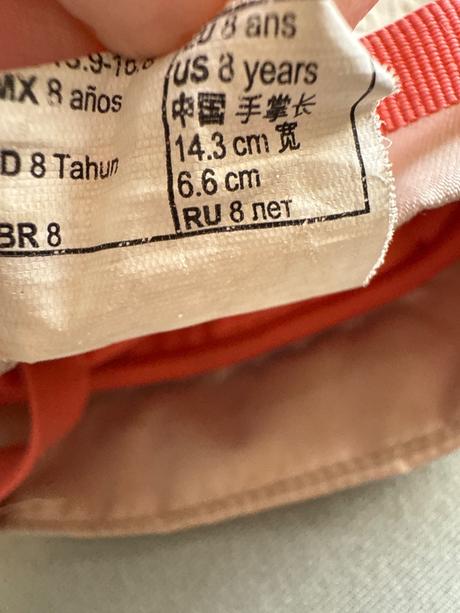 8 ans
MX 8 años
US 8 years
中国 手掌长
14.3 cm 宽
D 8 Tahun
6.6 cm
BR 8
RU 8 лет